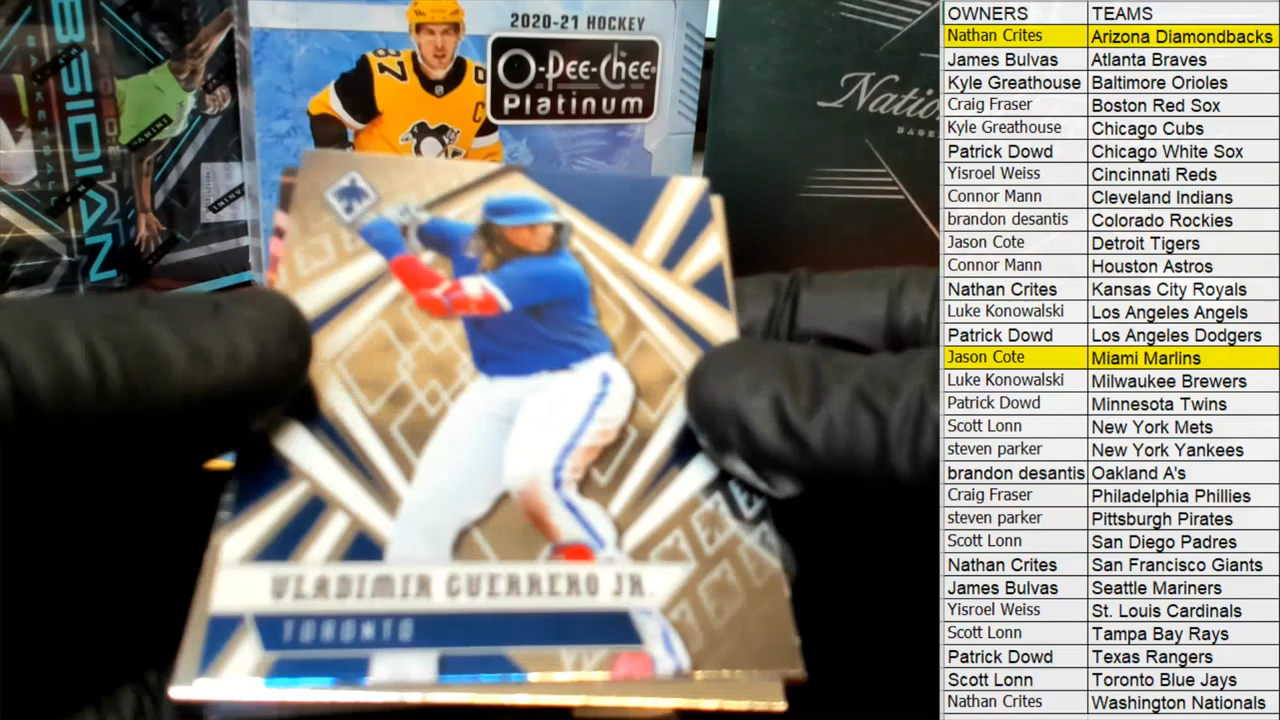 2020-21 HOCKEY
O-Pee-Chee
Platinum
87
C
BSIDIAN
PANINI
PANINI
Natio
BASE
VLADIMIR GUERRERO JR.
TORONTO
OWNERS TEAMS
Nathan Crites Arizona Diamondbacks
James Bulvas Atlanta Braves
Kyle Greathouse Baltimore Orioles
Craig Fraser Boston Red Sox
Kyle Greathouse Chicago Cubs
Patrick Dowd Chicago White Sox
Yisroel Weiss Cincinnati Reds
Connor Mann Cleveland Indians
brandon desantis Colorado Rockies
Jason Cote Detroit Tigers
Connor Mann Houston Astros
Nathan Crites Kansas City Royals
Luke Konowalski Los Angeles Angels
Patrick Dowd Los Angeles Dodgers
Jason Cote Miami Marlins
Luke Konowalski Milwaukee Brewers
Patrick Dowd Minnesota Twins
Scott Lonn New York Mets
steven parker New York Yankees
brandon desantis Oakland A's
Craig Fraser Philadelphia Phillies
steven parker Pittsburgh Pirates
Scott Lonn San Diego Padres
Nathan Crites San Francisco Giants
James Bulvas Seattle Mariners
Yisroel Weiss St. Louis Cardinals
Scott Lonn Tampa Bay Rays
Patrick Dowd Texas Rangers
Scott Lonn Toronto Blue Jays
Nathan Crites Washington Nationals